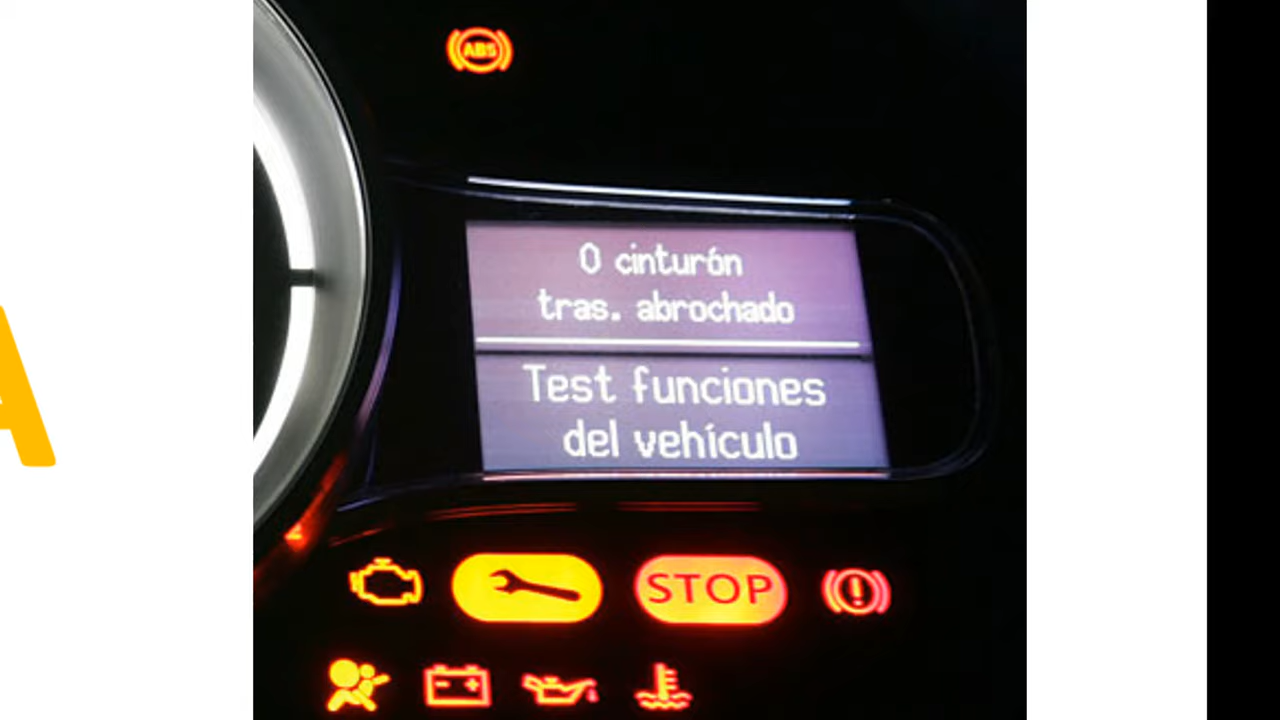 ABS
0 cinturón
tras. abrochado
Test funciones
del vehículo
STOP
A